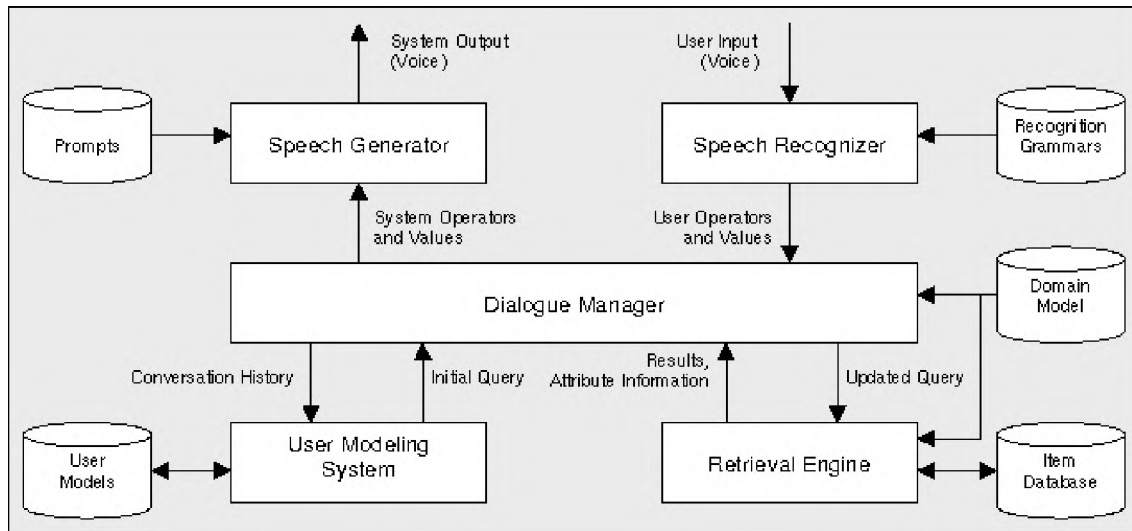 System Output
(Voice)
User Input
(Voice)
Prompts
Speech Generator
Speech Recognizer
Recognition
Grammars
System Operators
and Values
User Operators
and Values
Dialogue Manager
Domain
Model
Conversation History
Initial Query
Results,
Attribute Information
Updated Query
User
Models
User Modeling
System
Retrieval Engine
Item
Database